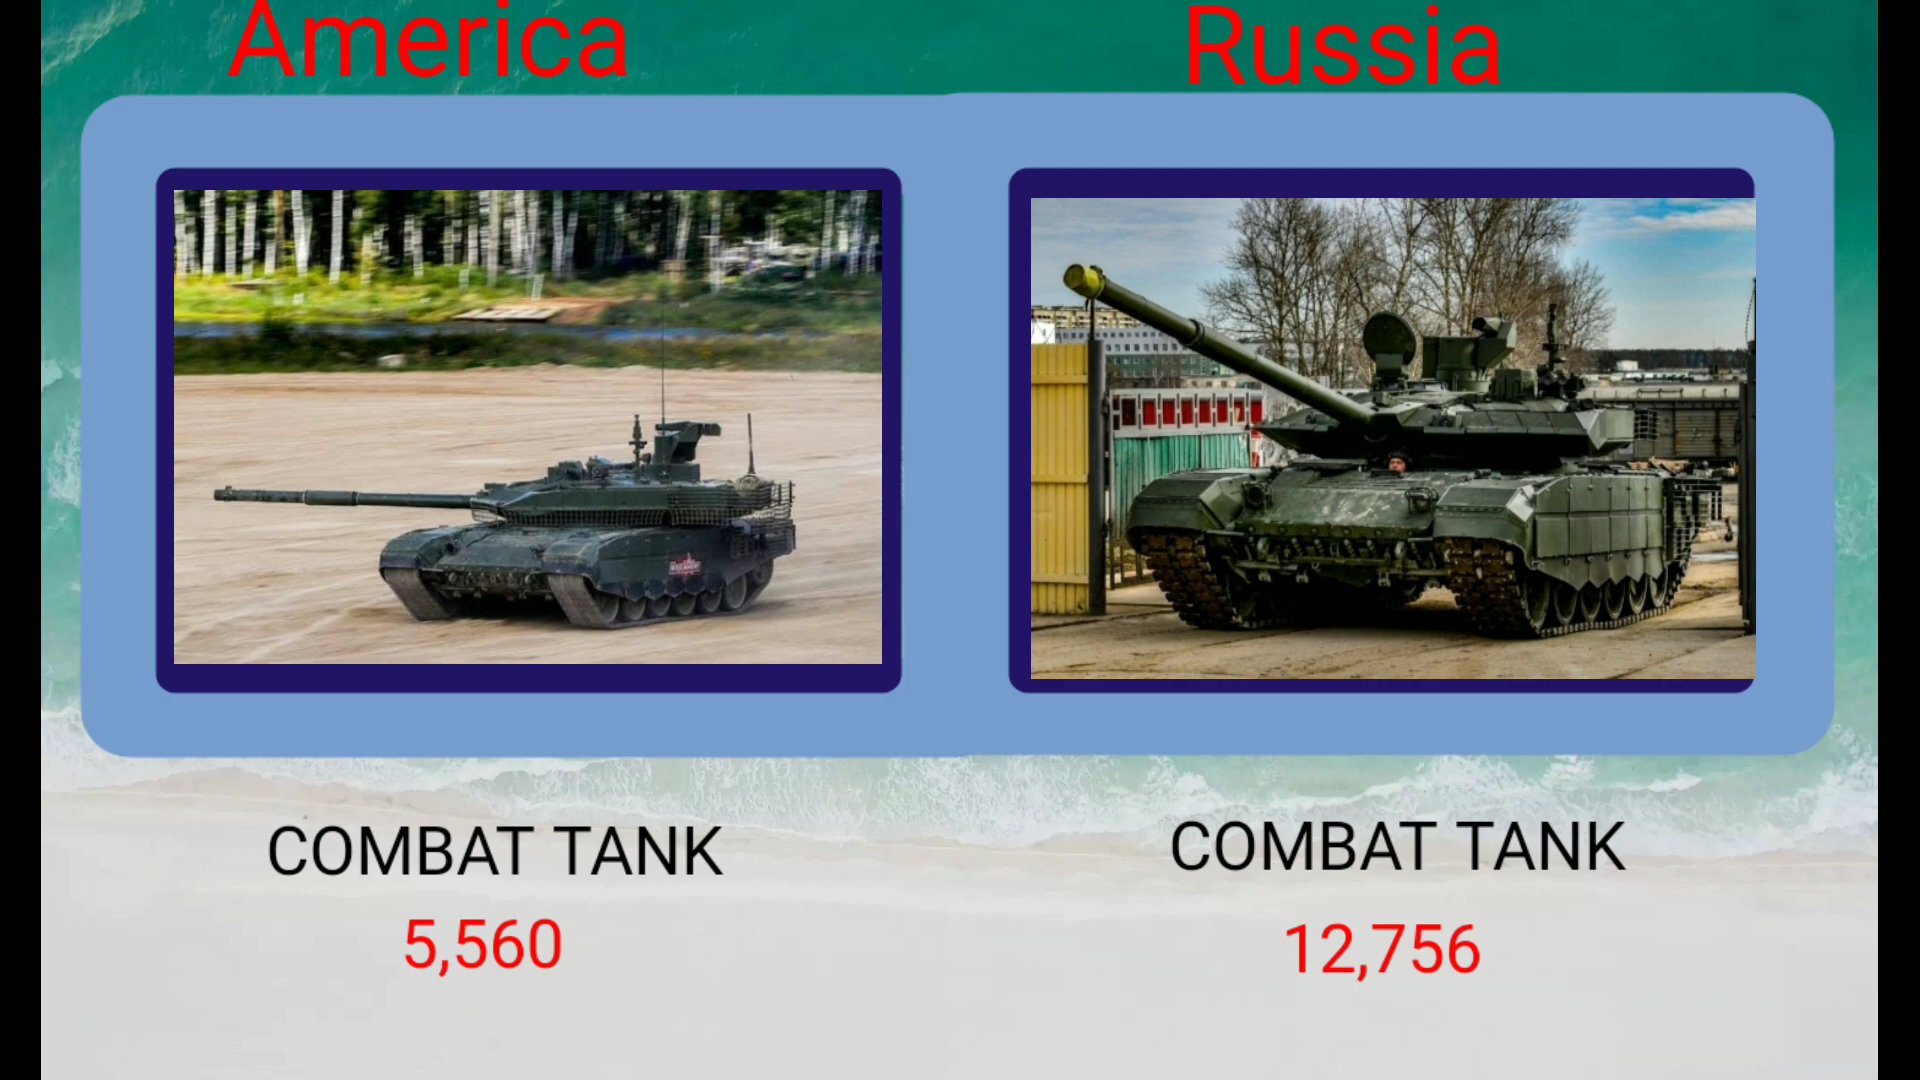 America
Russia
COMBAT TANK
COMBAT TANK
5,560
12,756